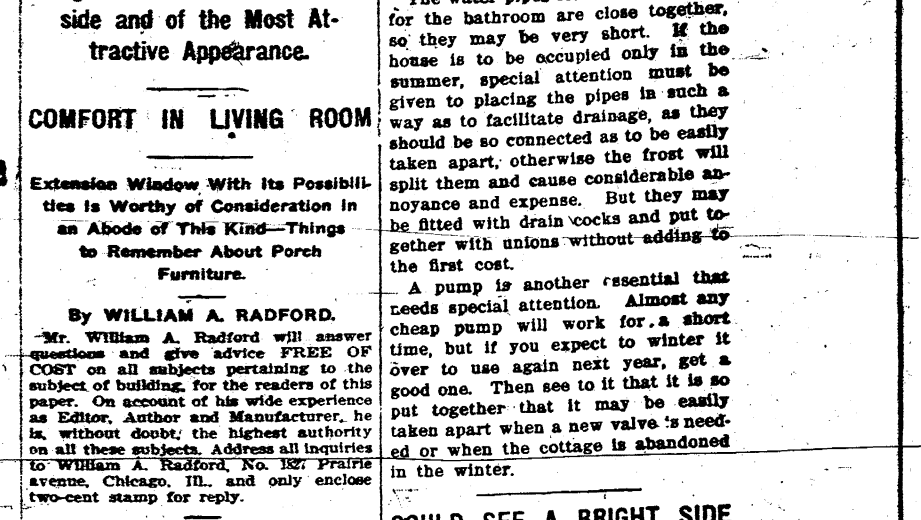 side and of the Most At-
tractive Appearance.
COMFORT IN LIVING ROOM
Extension Window With Its Possibili-
ties Is Worthy of Consideration in
an Abode of This Kind—Things
to Remember About Porch
Furniture.
By WILLIAM A. RADFORD.
Mr. William A. Radford will answer
questions and give advice FREE OF
COST on all subjects pertaining to the
subject of building, for the readers of this
paper. On account of his wide experience
as Editor, Author and Manufacturer, he
is, without doubt, the highest authority
on all these subjects. Address all inquiries
to William A. Radford, No. 1827 Prairie
avenue, Chicago, Ill., and only enclose
two-cent stamp for reply.
The water pipes
for the bathroom are close together,
so they may be very short. If the
house is to be occupied only in the
summer, special attention must be
given to placing the pipes in such a
way as to facilitate drainage, as they
should be so connected as to be easily
taken apart, otherwise the frost will
split them and cause considerable an-
noyance and expense. But they may
be fitted with drain cocks and put to-
gether with unions without adding to
the first cost.
A pump is another essential that
needs special attention. Almost any
cheap pump will work for a short
time, but if you expect to winter it
over to use again next year, get a
good one. Then see to it that it is so
put together that it may be easily
taken apart when a new valve is need-
ed or when the cottage is abandoned
in the winter.
COULD SEE A BRIGHT SIDE